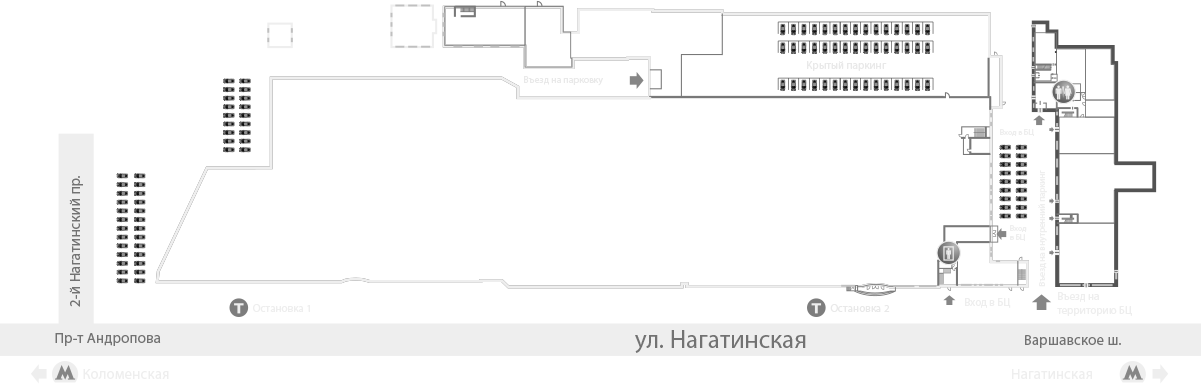 Крытый паркинг
Въезд на парковку
Вход в БЦ
2-й Нагатинский пр.
Въезд на внутренний паркинг
Вход
в БЦ
Т Остановка 1
Т Остановка 2
Вход в БЦ
Въезд на
территорию БЦ
Пр-т Андропова
ул. Нагатинская
Варшавское ш.
М Коломенская
Нагатинская М